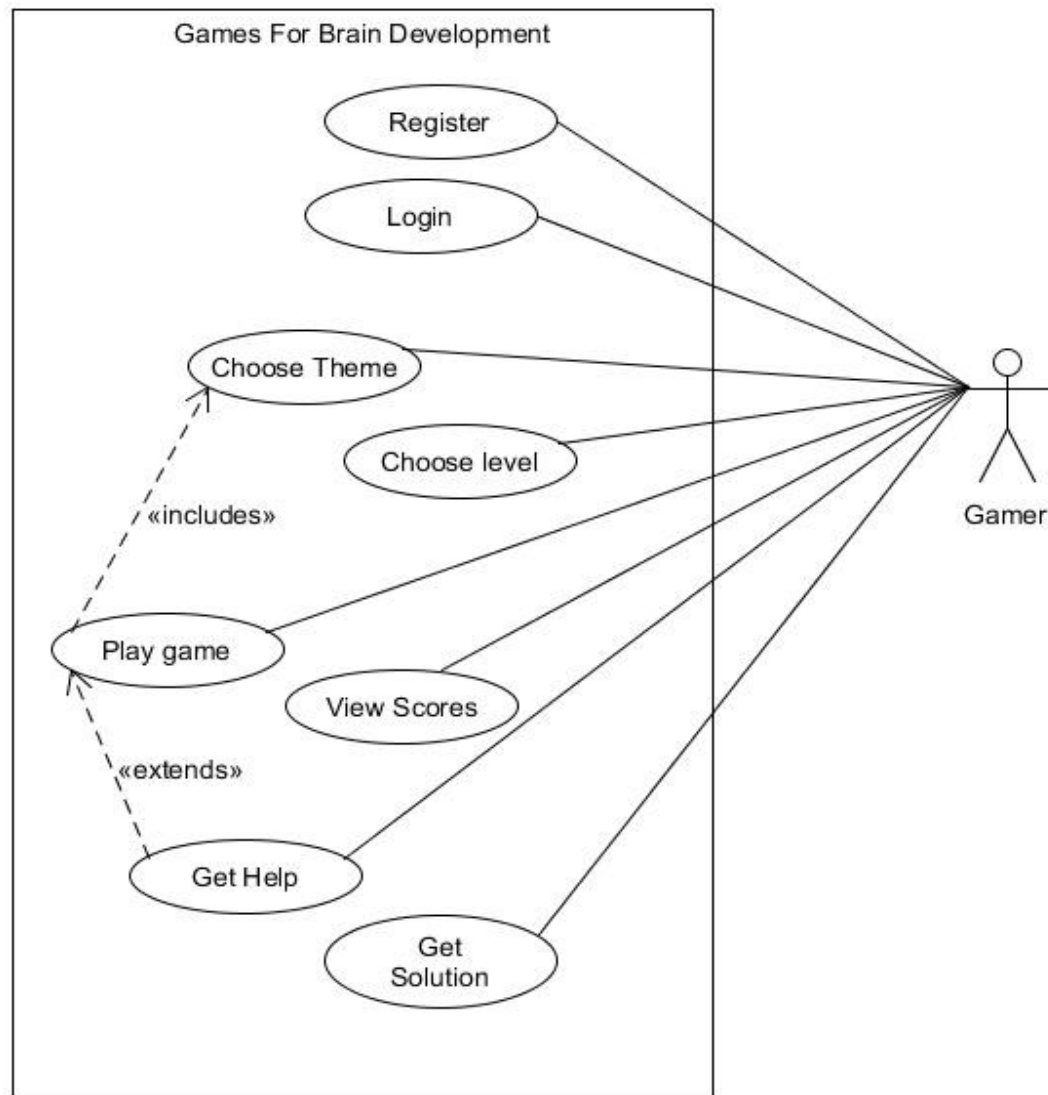 Games For Brain Development
Register
Login
Choose Theme
Choose level
«includes»
Gamer
Play game
View Scores
«extends»
Get Help
Get
Solution